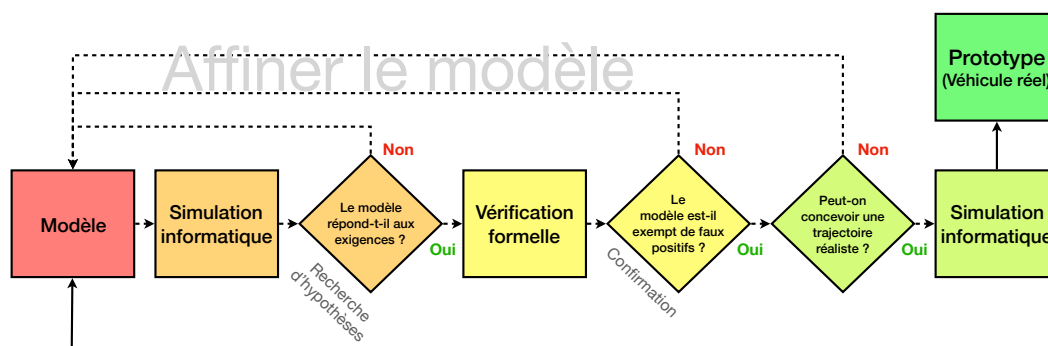 Affiner le modèle
Prototype
(Véhicule réel)
Non
Non
Non
Modèle
Simulation
informatique
Le modèle
répond-t-il aux
exigences ?
Oui
Recherche
d'hypothèses
Vérification
formelle
Le
modèle est-il
exempt de faux
positifs ?
Oui
Confirmation
Peut-on
concevoir une
trajectoire
réaliste ?
Oui
Simulation
informatique